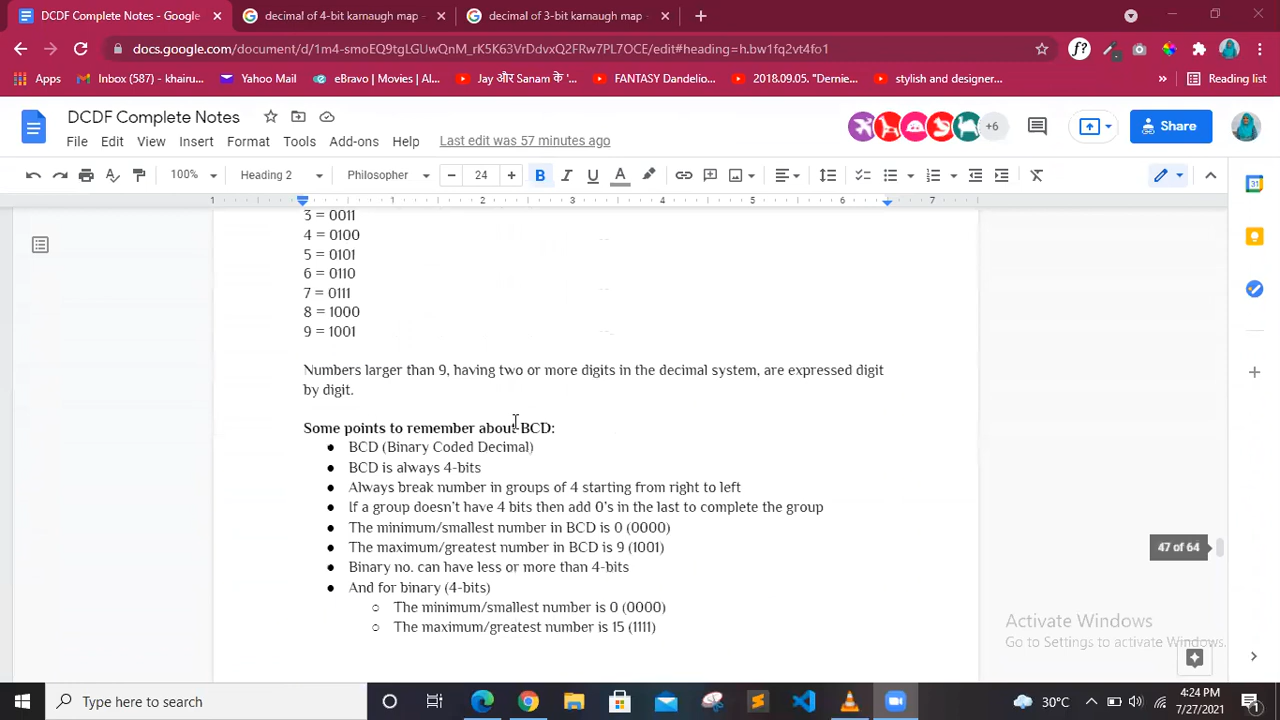 DCDF Complete Notes - Google
decimal of 4-bit karnaugh map -
decimal of 3-bit karnaugh map -
docs.google.com/document/d/1m4-smoEQ9tgLGUwQnM_rK5K63VrDdvxQ2FRw7PL7OCE/edit#heading=h.bw1fq2vt4fo1
Apps
Inbox (587) - khairu...
Yahoo Mail
eBravo | Movies | Al...
Jay और Sanam के '...
FANTASY Dandelio...
2018.09.05. "Dernie...
stylish and designer...
Reading list
DCDF Complete Notes
File Edit View Insert Format Tools Add-ons Help Last edit was 57 minutes ago
+6
Share
100% Heading 2 Philosopher 24
1 1 2 3 4 5 6 7
3 = 0011
4 = 0100
5 = 0101
6 = 0110
7 = 0111
8 = 1000
9 = 1001
Numbers larger than 9, having two or more digits in the decimal system, are expressed digit
by digit.
Some points to remember about BCD:
● BCD (Binary Coded Decimal)
● BCD is always 4-bits
● Always break number in groups of 4 starting from right to left
● If a group doesn't have 4 bits then add 0's in the last to complete the group
● The minimum/smallest number in BCD is 0 (0000)
● The maximum/greatest number in BCD is 9 (1001)
● Binary no. can have less or more than 4-bits
● And for binary (4-bits)
○ The minimum/smallest number is 0 (0000)
○ The maximum/greatest number is 15 (1111)
47 of 64
Activate Windows
Go to Settings to activate Windows.
Type here to search
30°C
4:24 PM
7/27/2021